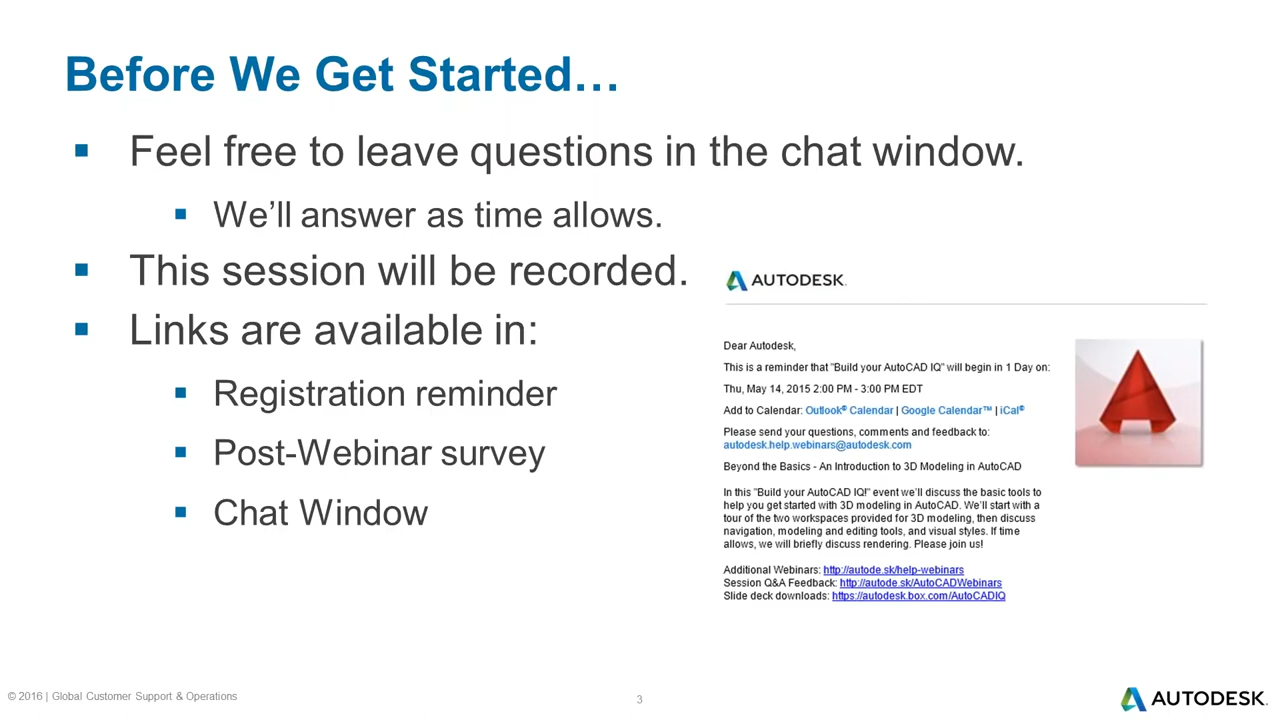 Before We Get Started…
Feel free to leave questions in the chat window.
We’ll answer as time allows.
This session will be recorded.
Links are available in:
Registration reminder
Post-Webinar survey
Chat Window
AUTODESK.
Dear Autodesk,
This is a reminder that "Build your AutoCAD IQ" will begin in 1 Day on:
Thu, May 14, 2015 2:00 PM - 3:00 PM EDT
Add to Calendar: Outlook® Calendar | Google Calendar™ | iCal®
Please send your questions, comments and feedback to:
autodesk.help.webinars@autodesk.com
Beyond the Basics - An Introduction to 3D Modeling in AutoCAD
In this "Build your AutoCAD IQ!" event we’ll discuss the basic tools to
help you get started with 3D modeling in AutoCAD. We’ll start with a
tour of the two workspaces provided for 3D modeling, then discuss
navigation, modeling and editing tools, and visual styles. If time
allows, we will briefly discuss rendering. Please join us!
Additional Webinars: http://autode.sk/help-webinars
Session Q&A Feedback: http://autode.sk/AutoCADWebinars
Slide deck downloads: https://autodesk.box.com/AutoCADIQ
© 2016 | Global Customer Support & Operations
3
AUTODESK.